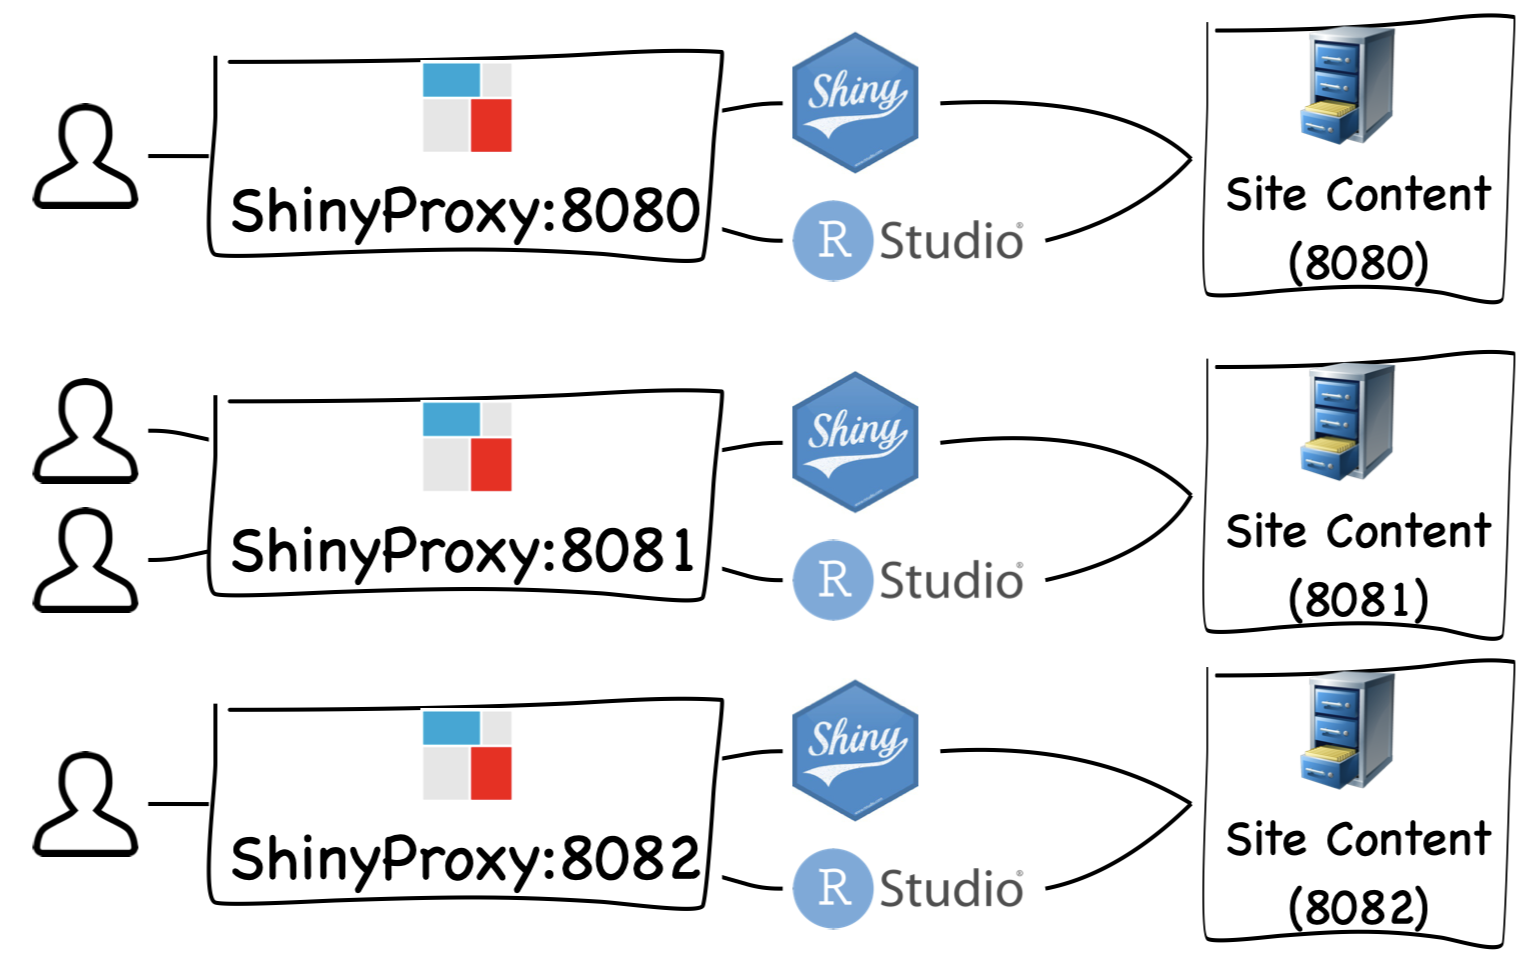 Shiny
ShinyProxy:8080
R Studio®
Site Content
(8080)
Shiny
ShinyProxy:8081
R Studio®
Site Content
(8081)
Shiny
ShinyProxy:8082
R Studio®
Site Content
(8082)